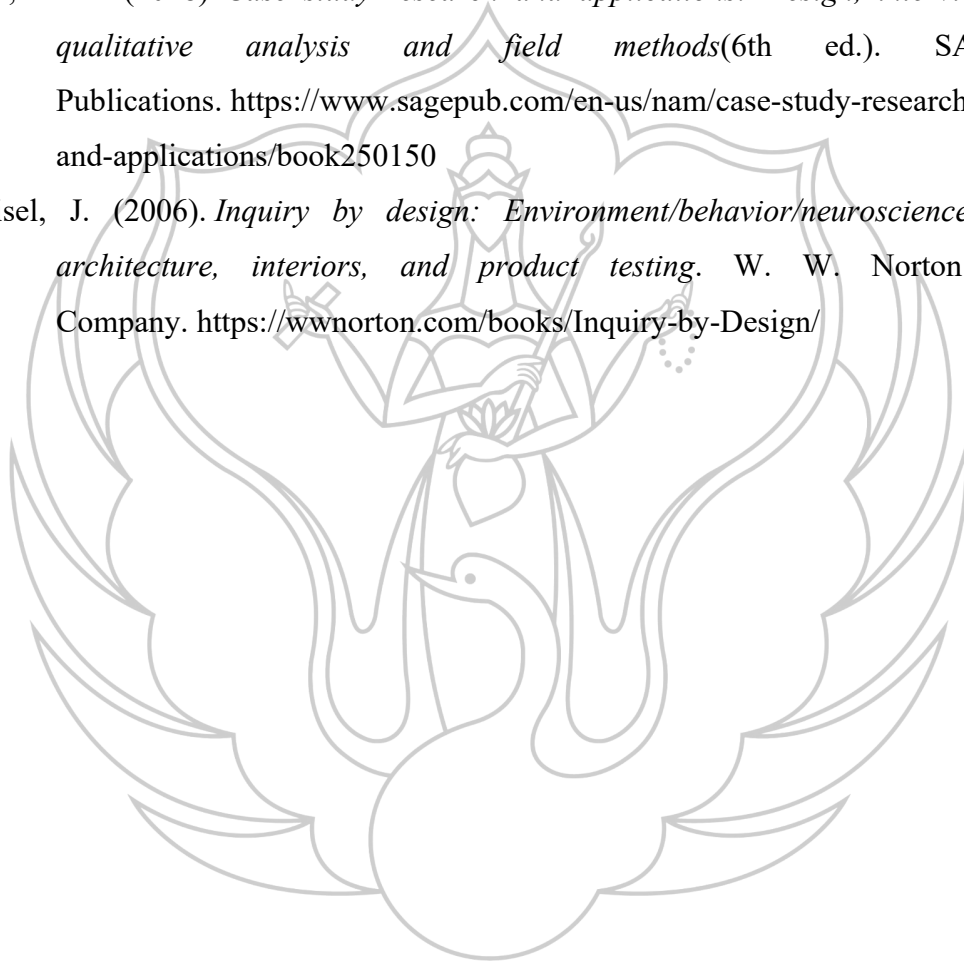 qualitative analysis and field methods(6th ed.). SA
Publications. https://www.sagepub.com/en-us/nam/case-study-research
and-applications/book250150
sel, J. (2006). Inquiry by design: Environment/behavior/neuroscience
architecture, interiors, and product testing. W. W. Norton
Company. https://wwnorton.com/books/Inquiry-by-Design/